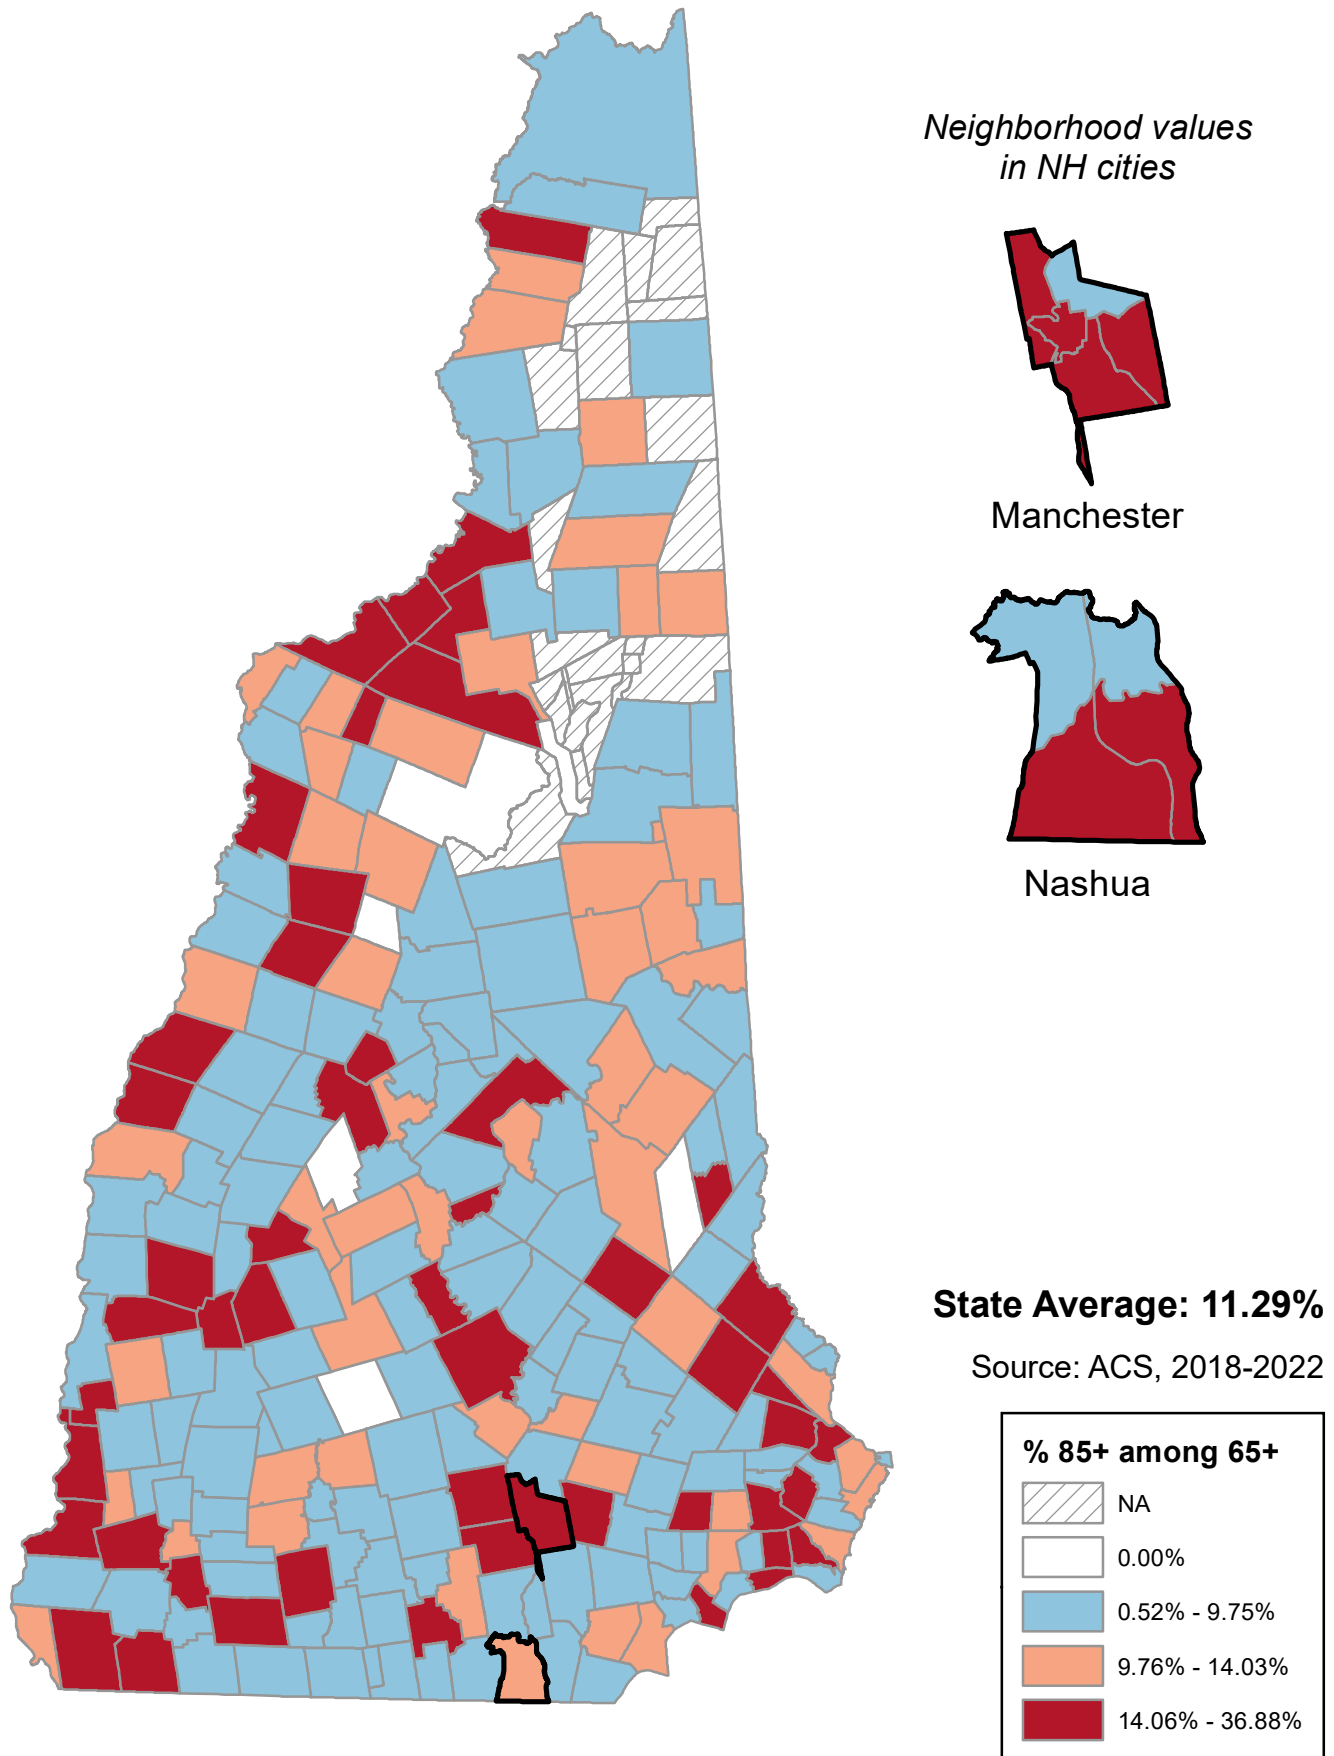 Neighborhood values
in NH cities
Manchester
Nashua
State Average: 11.29%
Source: ACS, 2018-2022
% 85+ among 65+
NA
0.00%
0.52% - 9.75%
9.76% - 14.03%
14.06% - 36.88%